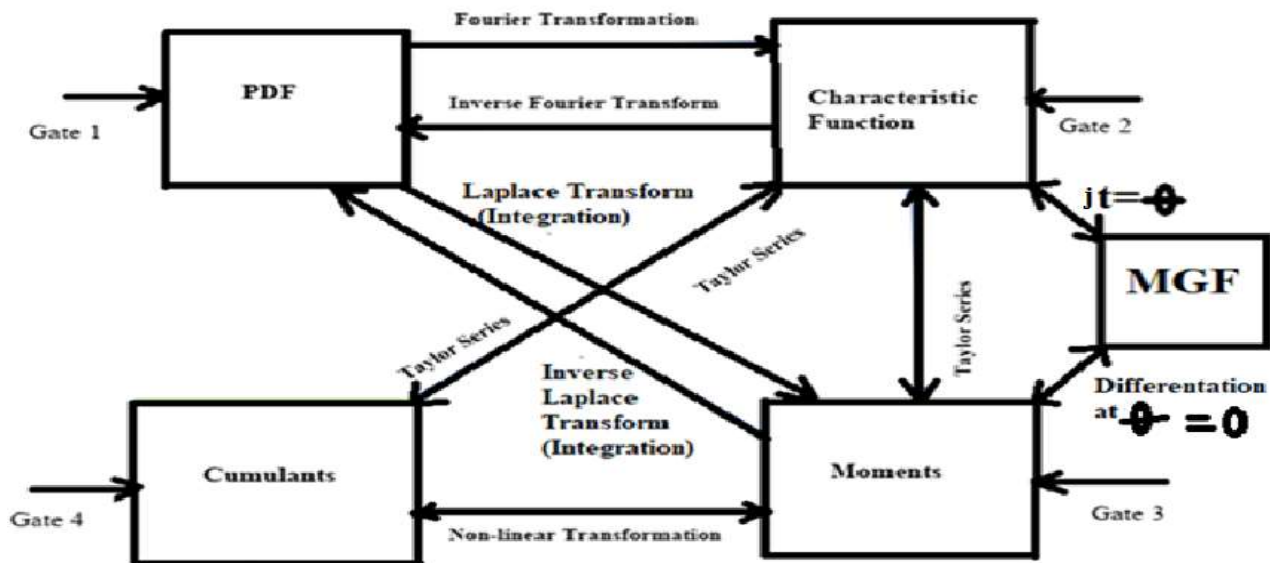 Fourier Transformation
PDF
Gate 1
Inverse Fourier Transform
Characteristic
Function
Gate 2
Laplace Transform
(Integration)
jt=θ
Taylor Series
Taylor Series
Taylor Series
MGF
Inverse
Laplace
Transform
(Integration)
Differentation
at θ = 0
Cumulants
Moments
Gate 4
Gate 3
Non-linear Transformation